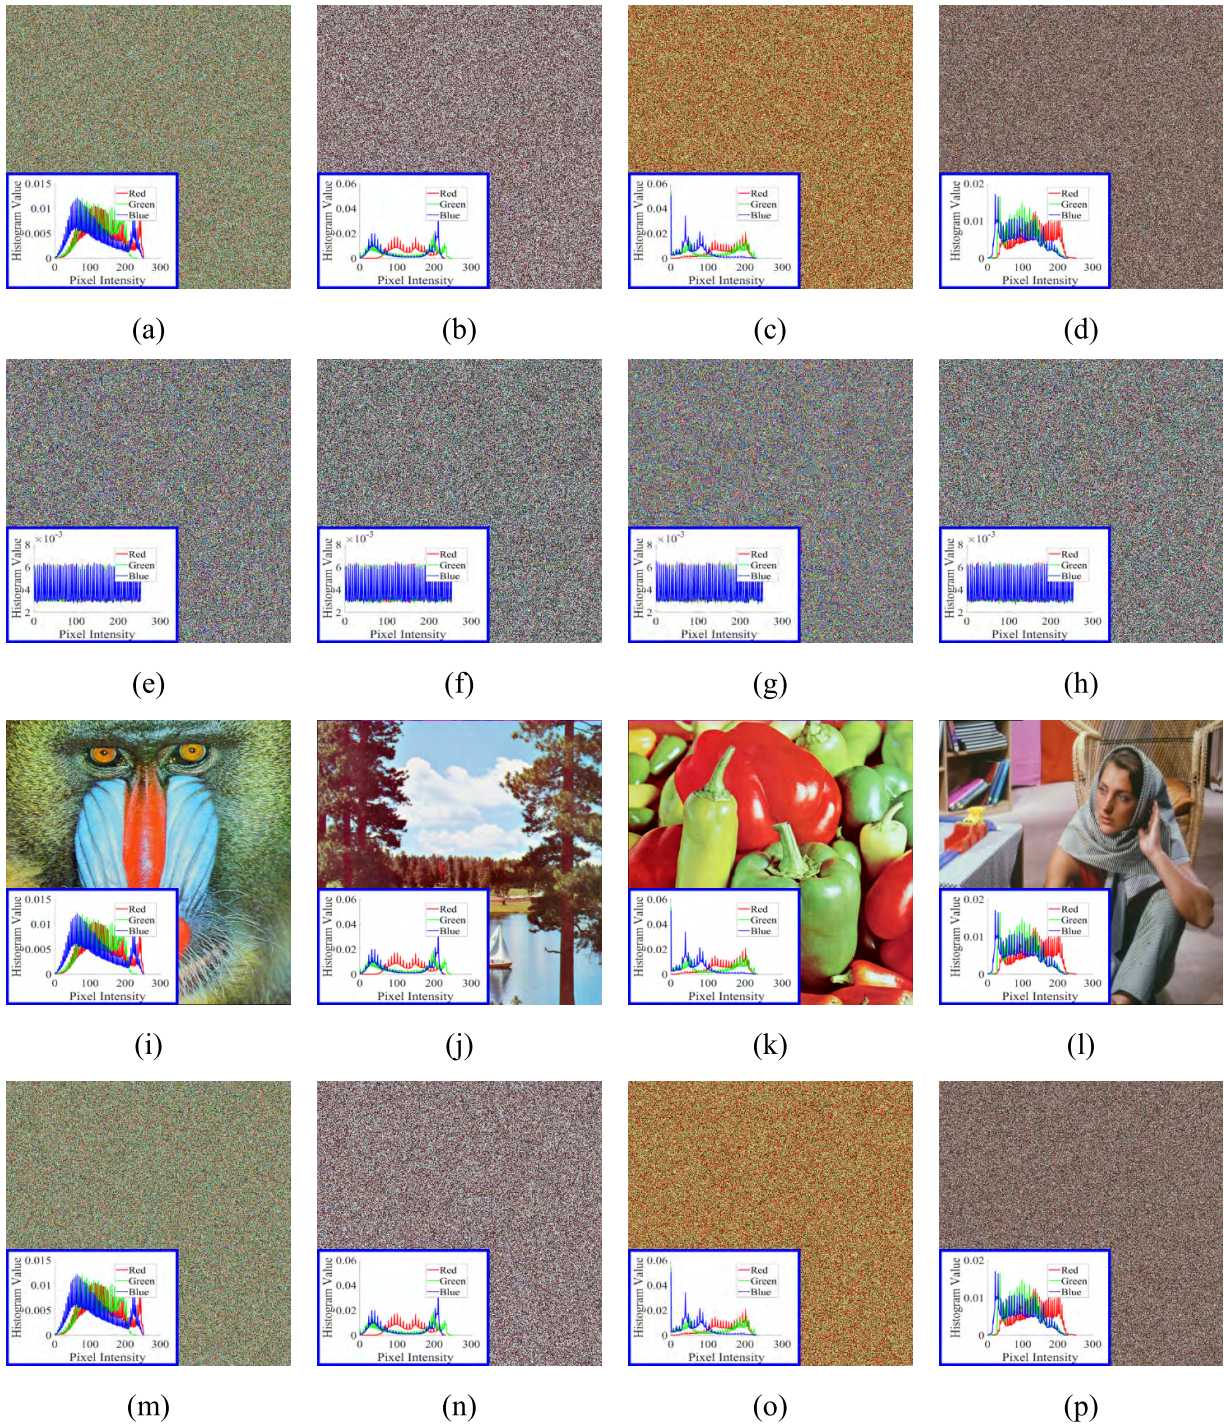 0.015
0.01
0.005
0
Histogram Value
Red
Green
Blue
0 100 200 300
Pixel Intensity
(a)
0.06
0.04
0.02
0
Histogram Value
Red
Green
Blue
0 100 200 300
Pixel Intensity
(b)
0.06
0.04
0.02
0
Histogram Value
Red
Green
Blue
0 100 200 300
Pixel Intensity
(c)
0.02
0.01
0
Histogram Value
Red
Green
Blue
0 100 200 300
Pixel Intensity
(d)
×10-3
8
6
4
2
Histogram Value
Red
Green
Blue
0 100 200 300
Pixel Intensity
(e)
×10-3
8
6
4
2
Histogram Value
Red
Green
Blue
0 100 200 300
Pixel Intensity
(f)
×10-3
8
6
4
2
Histogram Value
Red
Green
Blue
0 100 200 300
Pixel Intensity
(g)
×10-3
8
6
4
2
Histogram Value
Red
Green
Blue
0 100 200 300
Pixel Intensity
(h)
0.015
0.01
0.005
0
Histogram Value
Red
Green
Blue
0 100 200 300
Pixel Intensity
(i)
0.06
0.04
0.02
0
Histogram Value
Red
Green
Blue
0 100 200 300
Pixel Intensity
(j)
0.06
0.04
0.02
0
Histogram Value
Red
Green
Blue
0 100 200 300
Pixel Intensity
(k)
0.02
0.01
0
Histogram Value
Red
Green
Blue
0 100 200 300
Pixel Intensity
(l)
0.015
0.01
0.005
0
Histogram Value
Red
Green
Blue
0 100 200 300
Pixel Intensity
(m)
0.06
0.04
0.02
0
Histogram Value
Red
Green
Blue
0 100 200 300
Pixel Intensity
(n)
0.06
0.04
0.02
0
Histogram Value
Red
Green
Blue
0 100 200 300
Pixel Intensity
(o)
0.02
0.01
0
Histogram Value
Red
Green
Blue
0 100 200 300
Pixel Intensity
(p)